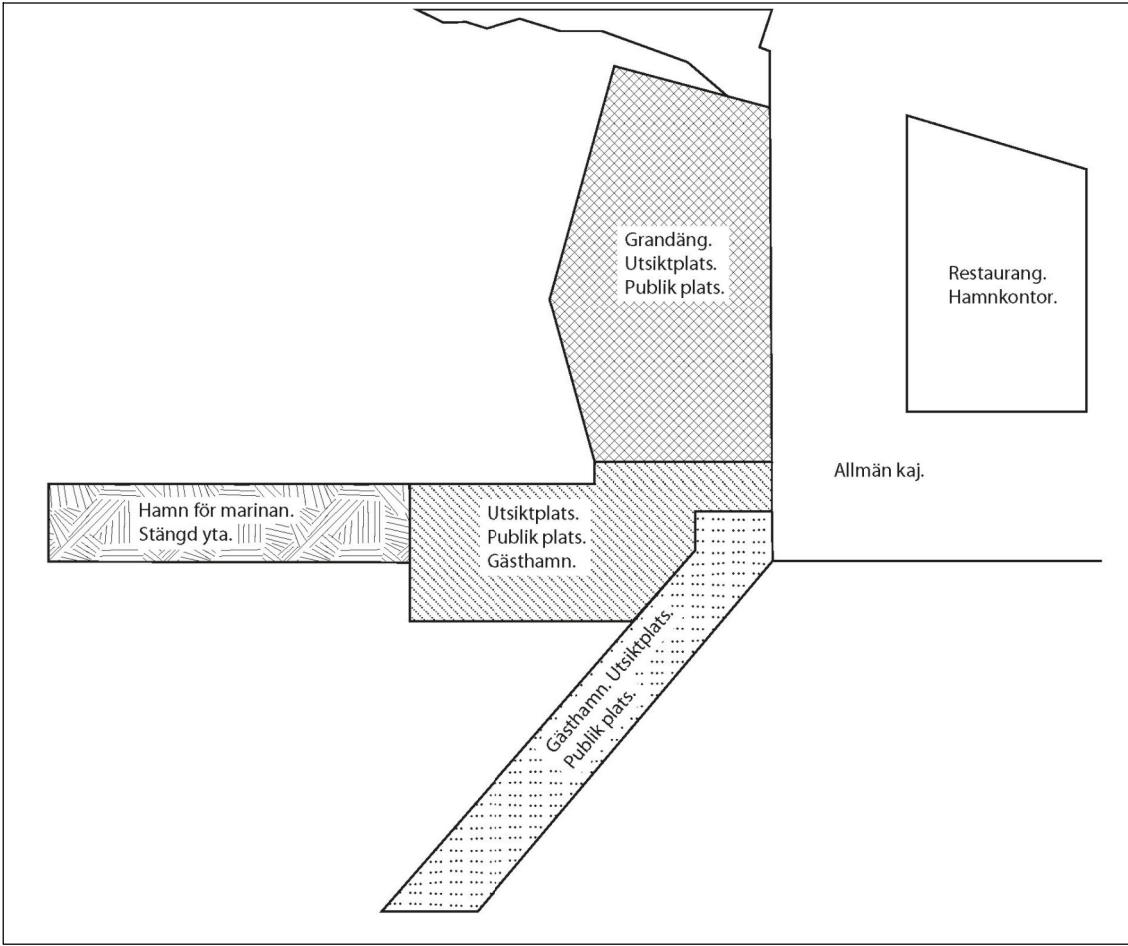 Grandäng.
Utsiktplats.
Publik plats.
Restaurang.
Hamnkontor.
Allmän kaj.
Hamn för marinan.
Stängd yta.
Utsiktplats.
Publik plats.
Gästhamn.
Gästhamn. Utsiktplats.
Publik plats.